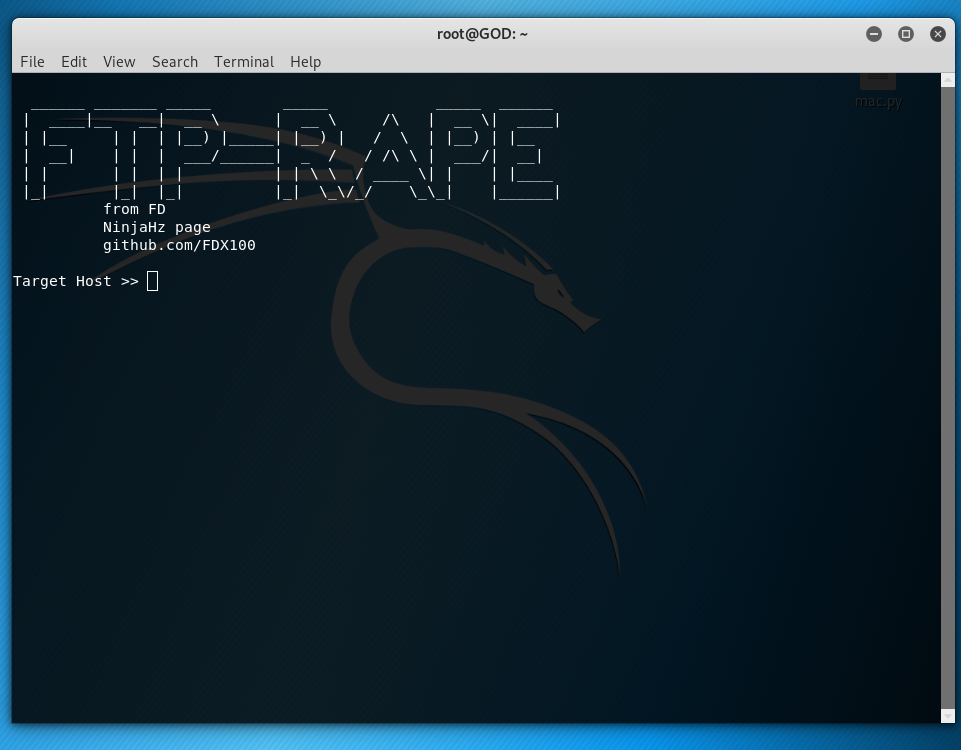 root@GOD: ~
File Edit View Search Terminal Help
mac.py
FTP-RAPE
from FD
NinjaHz page
github.com/FDX100
Target Host >>